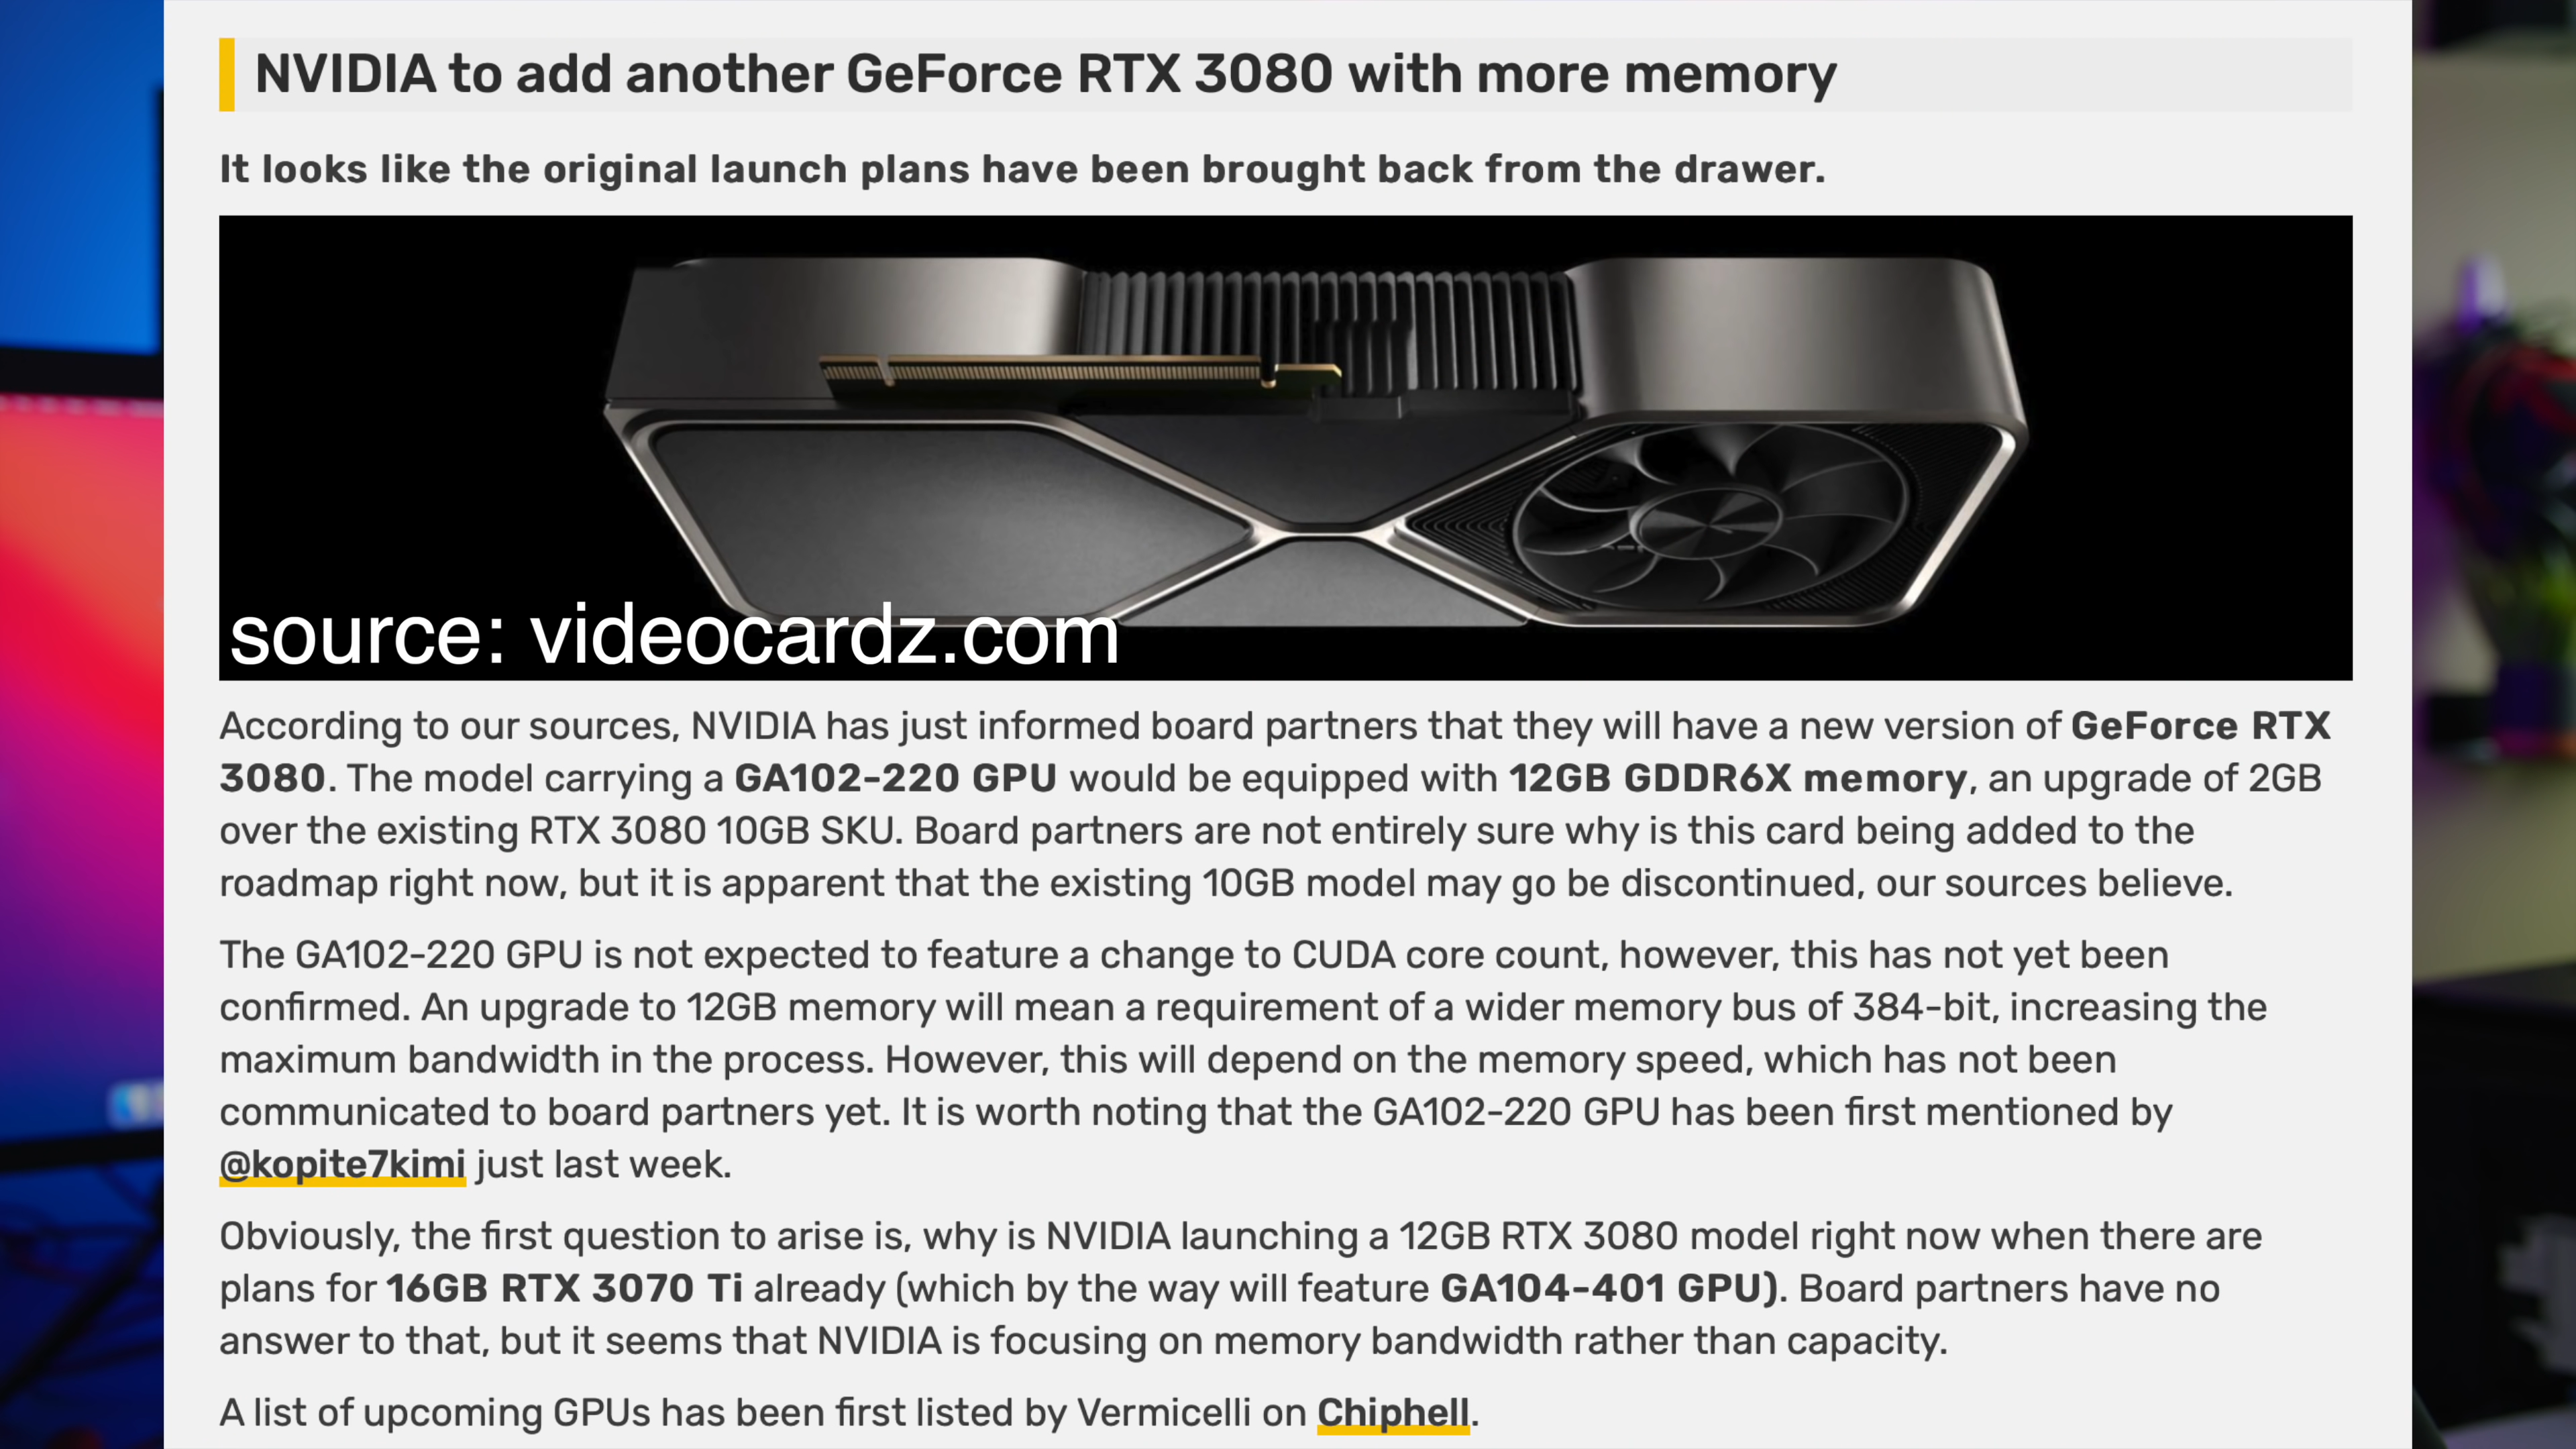 NVIDIA to add another GeForce RTX 3080 with more memory
It looks like the original launch plans have been brought back from the drawer.
source: videocardz.com
According to our sources, NVIDIA has just informed board partners that they will have a new version of GeForce RTX
3080. The model carrying a GA102-220 GPU would be equipped with 12GB GDDR6X memory, an upgrade of 2GB
over the existing RTX 3080 10GB SKU. Board partners are not entirely sure why is this card being added to the
roadmap right now, but it is apparent that the existing 10GB model may go be discontinued, our sources believe.
The GA102-220 GPU is not expected to feature a change to CUDA core count, however, this has not yet been
confirmed. An upgrade to 12GB memory will mean a requirement of a wider memory bus of 384-bit, increasing the
maximum bandwidth in the process. However, this will depend on the memory speed, which has not been
communicated to board partners yet. It is worth noting that the GA102-220 GPU has been first mentioned by
@kopite7kimi just last week.
Obviously, the first question to arise is, why is NVIDIA launching a 12GB RTX 3080 model right now when there are
plans for 16GB RTX 3070 Ti already (which by the way will feature GA104-401 GPU). Board partners have no
answer to that, but it seems that NVIDIA is focusing on memory bandwidth rather than capacity.
A list of upcoming GPUs has been first listed by Vermicelli on Chiphell.